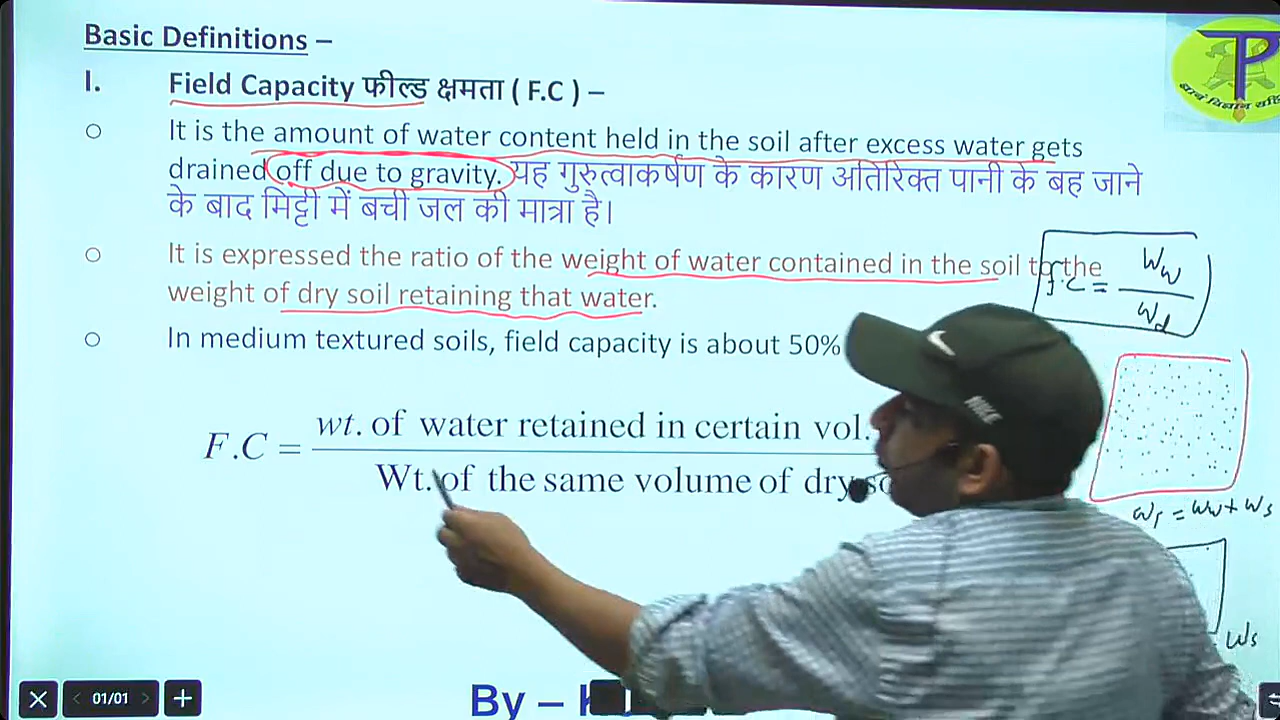 Basic Definitions –
I. Field Capacity फील्ड क्षमता ( F.C ) –
○ It is the amount of water content held in the soil after excess water gets
drained off due to gravity. यह गुरुत्वाकर्षण के कारण अतिरिक्त पानी के बह जाने
के बाद मिट्टी में बची जल की मात्रा है।
○ It is expressed the ratio of the weight of water contained in the soil to the
weight of dry soil retaining that water.
F.C = Ww / Wd
○ In medium textured soils, field capacity is about 50%
F.C = wt. of water retained in certain vol.
Wt. of the same volume of dry
= Ww + Ws
Ws
NIKE
By –
01/01